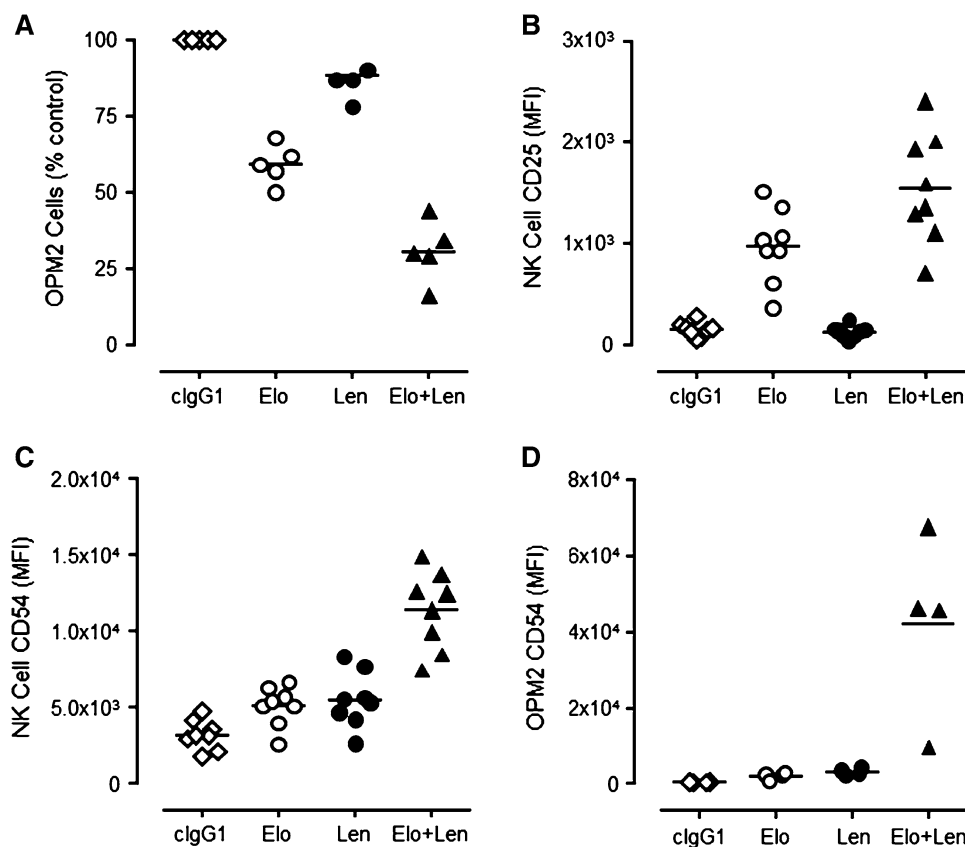 A
OPM2 Cells (% control)
100
75
50
25
0
cIgG1 Elo Len Elo+Len
B
NK Cell CD25 (MFI)
3x10³
2x10³
1x10³
0
cIgG1 Elo Len Elo+Len
C
NK Cell CD54 (MFI)
2.0x10⁴
1.5x10⁴
1.0x10⁴
5.0x10³
0
cIgG1 Elo Len Elo+Len
D
OPM2 CD54 (MFI)
8x10⁴
6x10⁴
4x10⁴
2x10⁴
0
cIgG1 Elo Len Elo+Len